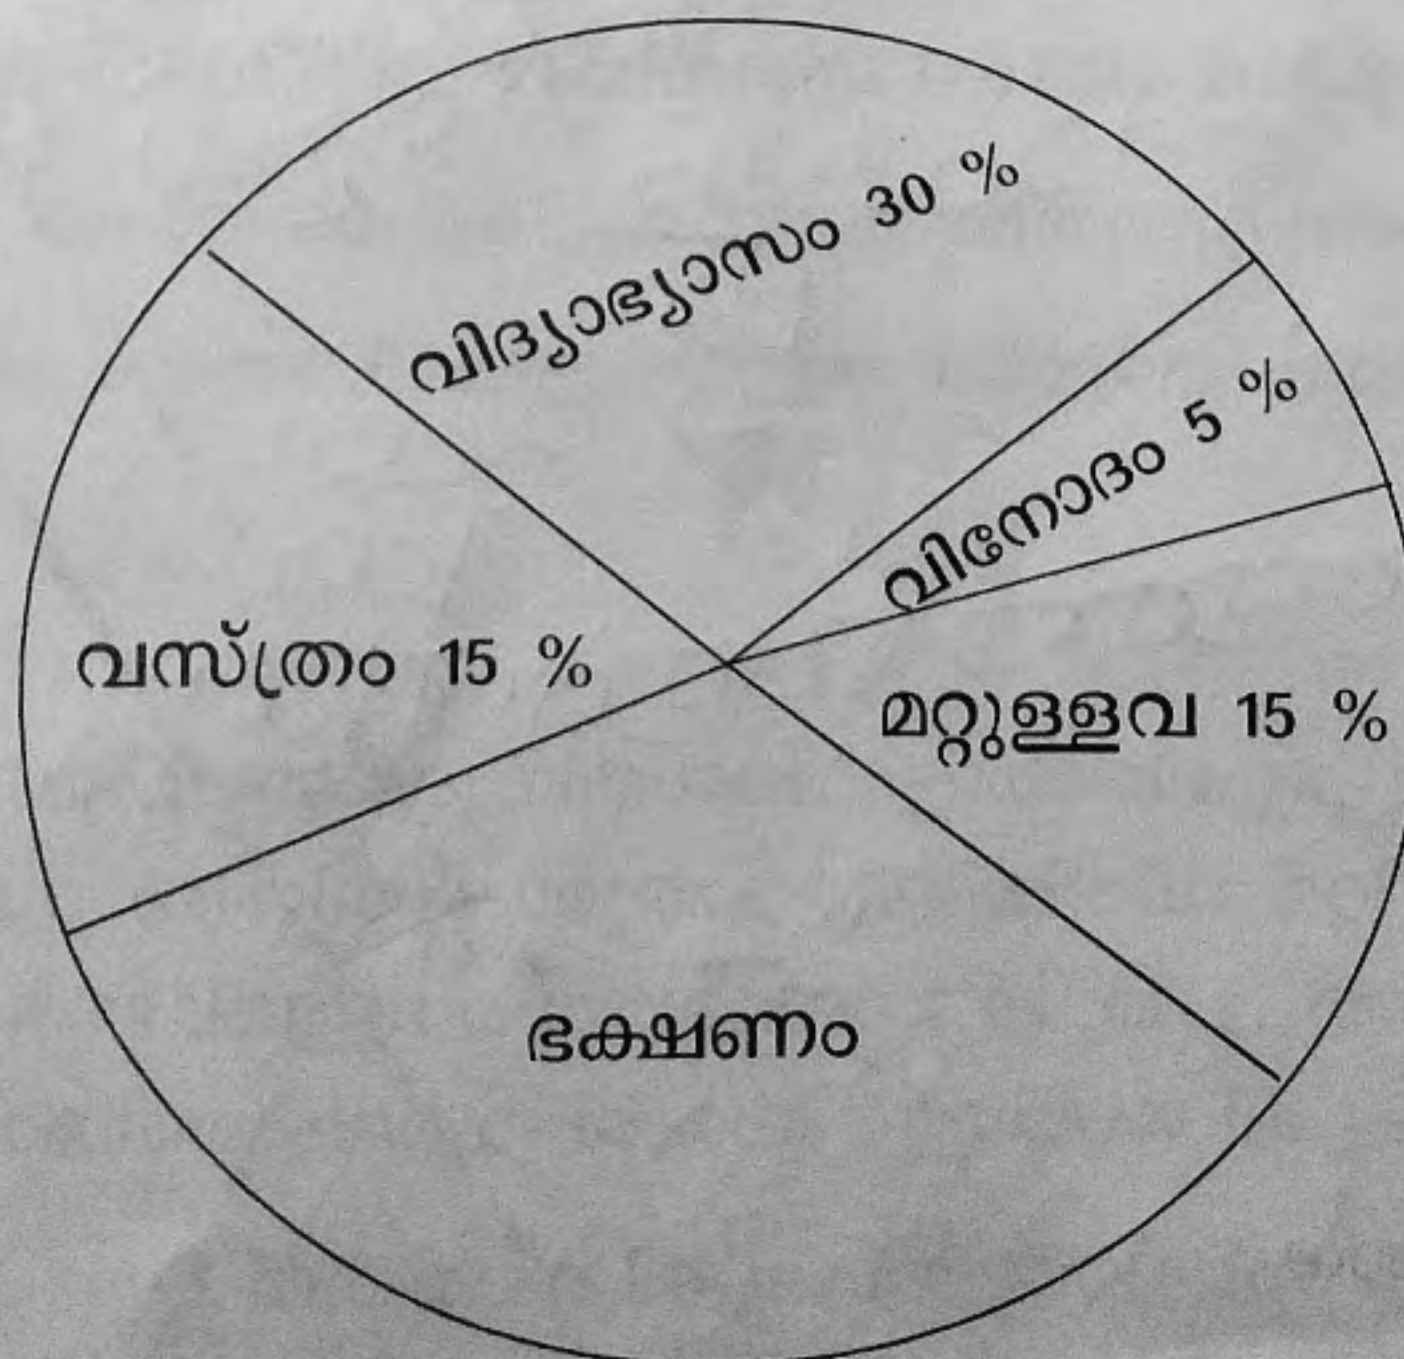 വിദ്യാഭ്യാസം 30 %
വിനോദം 5 %
വസ്ത്രം 15 %
മറ്റുള്ളവ 15 %
ഭക്ഷണം